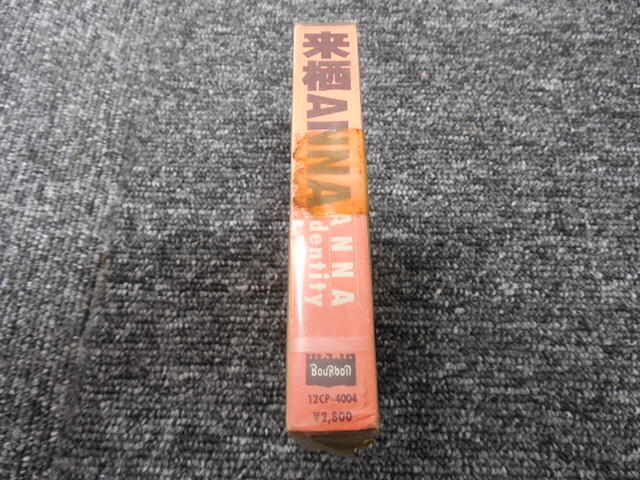 来栖ANNA
ANNA
dentity
BouRbon
12CP-4004
¥2,800